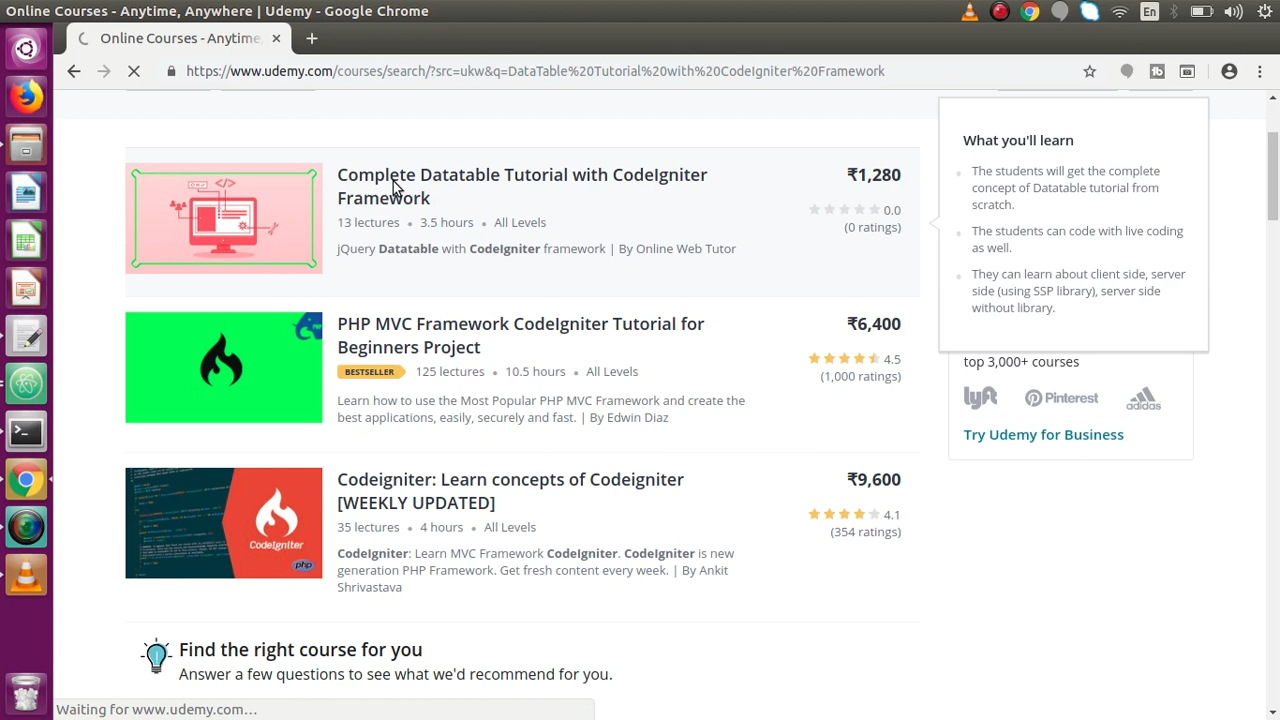 Online Courses - Anytime, Anywhere | Udemy - Google Chrome
En
Online Courses - Anytime,
https://www.udemy.com/courses/search/?src=ukw&q=DataTable%20Tutorial%20with%20CodeIgniter%20Framework
Complete Datatable Tutorial with CodeIgniter
Framework
₹1,280
13 lectures • 3.5 hours • All Levels
0.0
(0 ratings)
jQuery Datatable with CodeIgniter framework | By Online Web Tutor
What you'll learn
The students will get the complete
concept of Datatable tutorial from
scratch.
The students can code with live coding
as well.
They can learn about client side, server
side (using SSP library), server side
without library.
PHP MVC Framework CodeIgniter Tutorial for
Beginners Project
₹6,400
BESTSELLER 125 lectures • 10.5 hours • All Levels
4.5
(1,000 ratings)
Learn how to use the Most Popular PHP MVC Framework and create the
best applications, easily, securely and fast. | By Edwin Diaz
top 3,000+ courses
lyft Pinterest adidas
Try Udemy for Business
Codeigniter: Learn concepts of Codeigniter
[WEEKLY UPDATED]
₹9,600
35 lectures • 4 hours • All Levels
4.1
(354 ratings)
CodeIgniter: Learn MVC Framework CodeIgniter. CodeIgniter is new
generation PHP Framework. Get fresh content every week. | By Ankit
Shrivastava
CodeIgniter
php
Find the right course for you
Answer a few questions to see what we'd recommend for you.
Waiting for www.udemy.com…